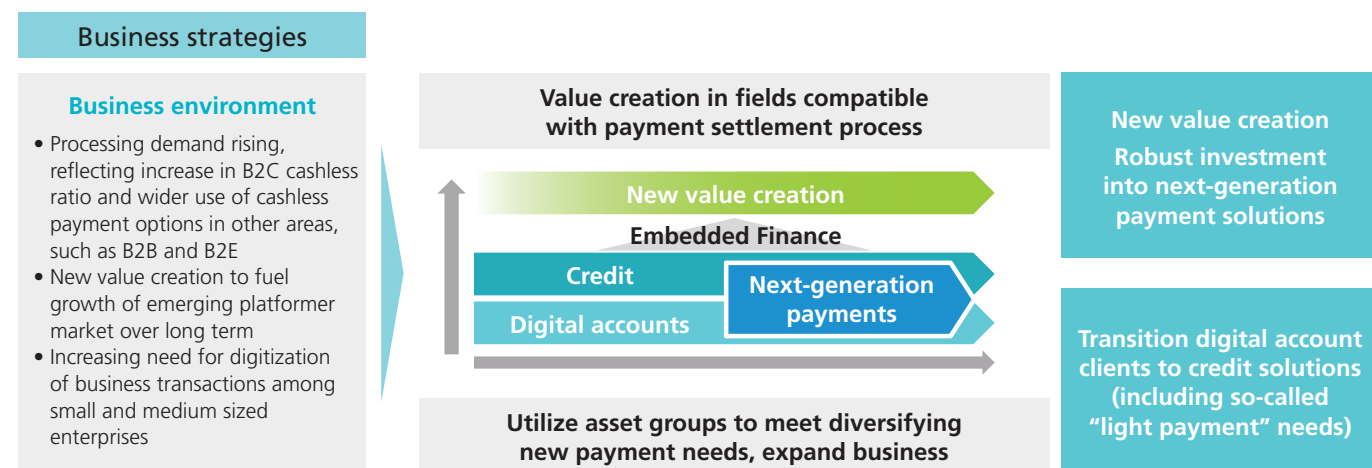 Business strategies
Business environment
• Processing demand rising,
reflecting increase in B2C cashless
ratio and wider use of cashless
payment options in other areas,
such as B2B and B2E
• New value creation to fuel
growth of emerging platformer
market over long term
• Increasing need for digitization
of business transactions among
small and medium sized
enterprises
Value creation in fields compatible
with payment settlement process
New value creation
Embedded Finance
Credit
Digital accounts
Next-generation
payments
Utilize asset groups to meet diversifying
new payment needs, expand business
New value creation
Robust investment
into next-generation
payment solutions
Transition digital account
clients to credit solutions
(including so-called
“light payment” needs)